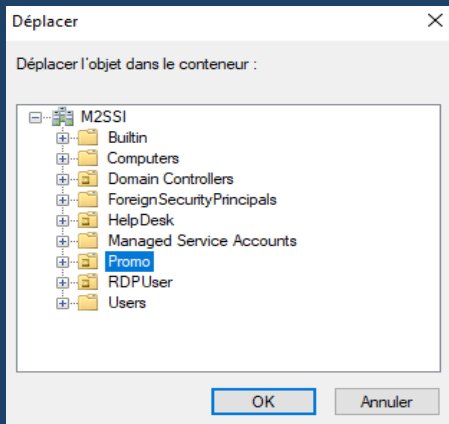 Déplacer
Déplacer l'objet dans le conteneur :
M2SSI
Builtin
Computers
Domain Controllers
ForeignSecurityPrincipals
HelpDesk
Managed Service Accounts
Promo
RDPUser
Users
OK
Annuler